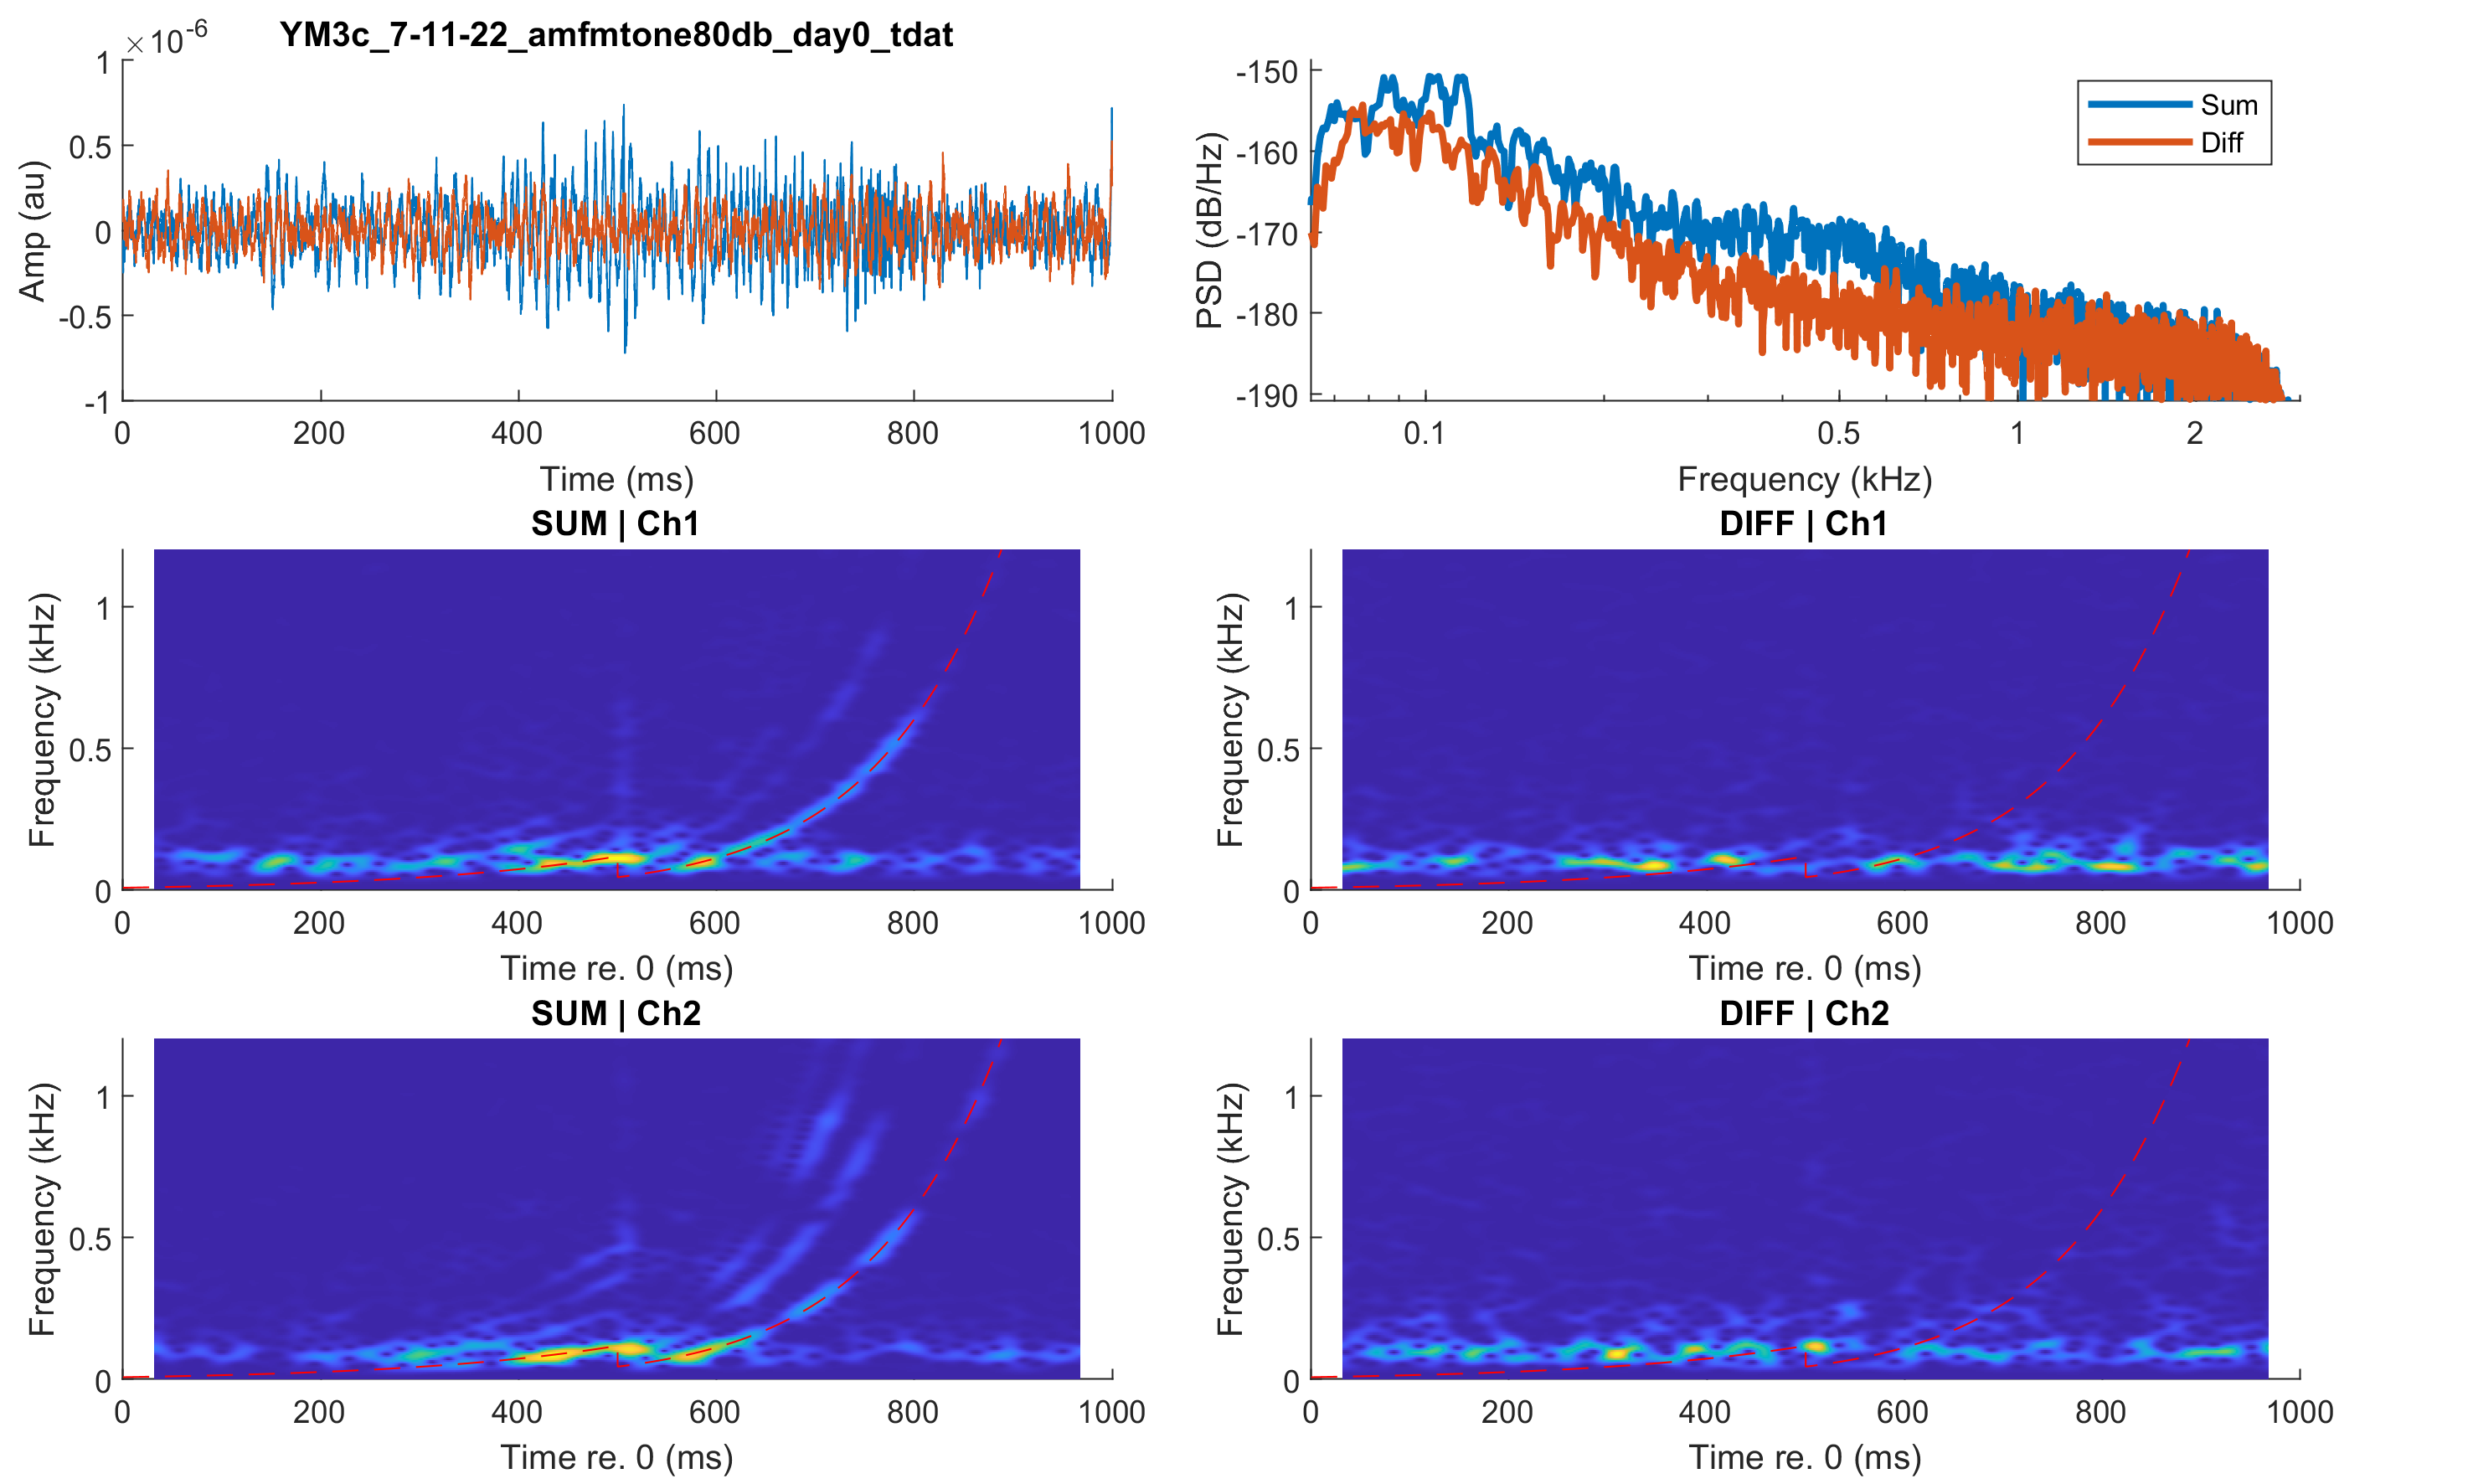 YM3c_7-11-22_amfmtone80db_day0_tdat
×10-6
1
0.5
0
-0.5
-1
Amp (au)
0 200 400 600 800 1000
Time (ms)
-150
-160
-170
-180
-190
PSD (dB/Hz)
Sum
Diff
0.1 0.5 1 2
Frequency (kHz)
SUM | Ch1
1
0.5
0
Frequency (kHz)
0 200 400 600 800 1000
Time re. 0 (ms)
DIFF | Ch1
1
0.5
0
Frequency (kHz)
0 200 400 600 800 1000
Time re. 0 (ms)
SUM | Ch2
1
0.5
0
Frequency (kHz)
0 200 400 600 800 1000
Time re. 0 (ms)
DIFF | Ch2
1
0.5
0
Frequency (kHz)
0 200 400 600 800 1000
Time re. 0 (ms)